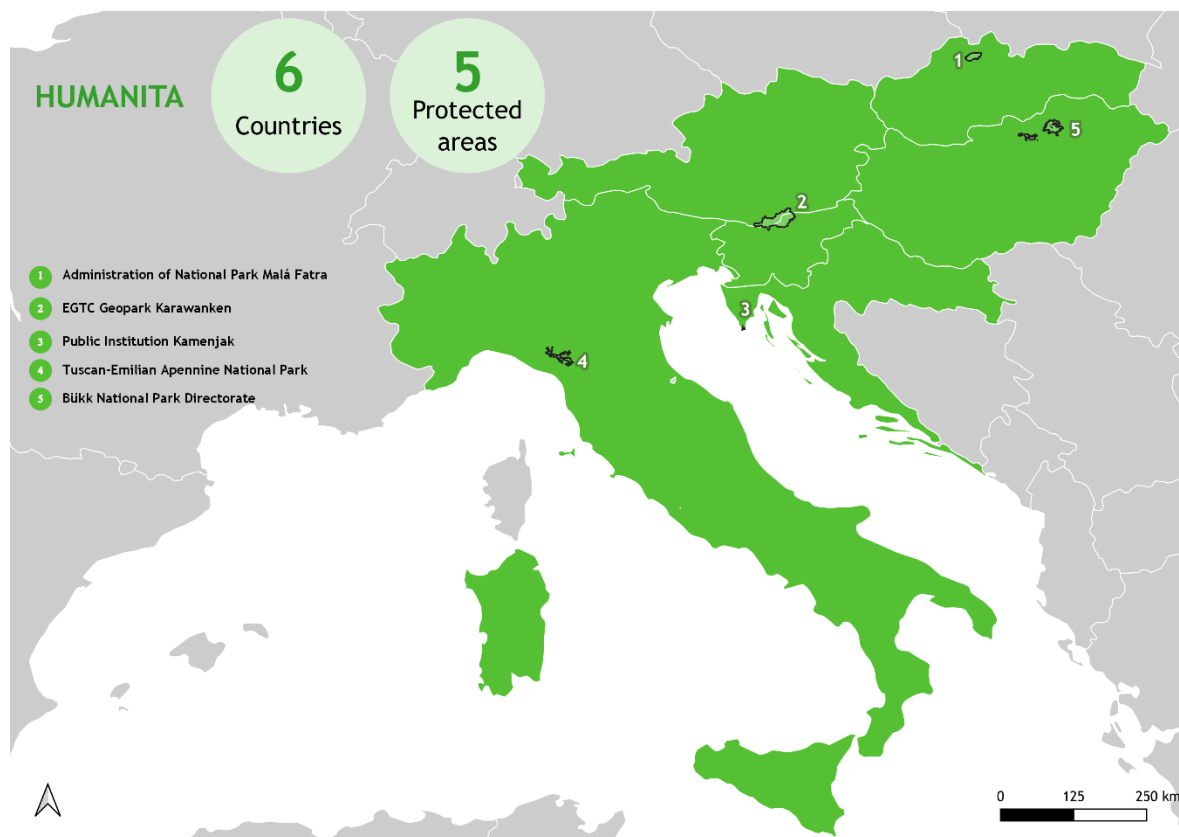 HUMANITA
6
Countries
5
Protected
areas
1 Administration of National Park Malá Fatra
2 EGTC Geopark Karawanken
3 Public Institution Kamenjak
4 Tuscan-Emilian Apennine National Park
5 Bükk National Park Directorate
1
5
2
3
4
0 125 250 km